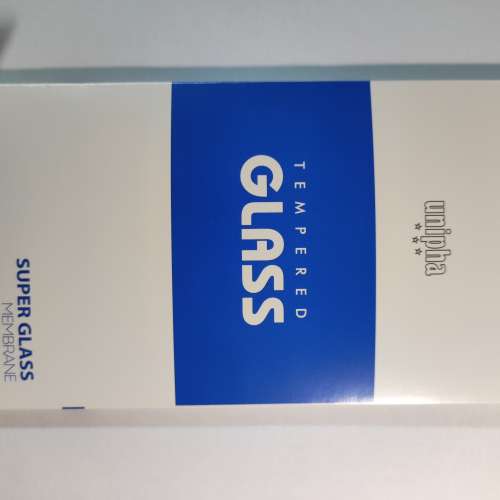 unipha
TEMPERED
GLASS
SUPER GLASS
MEMBRANE